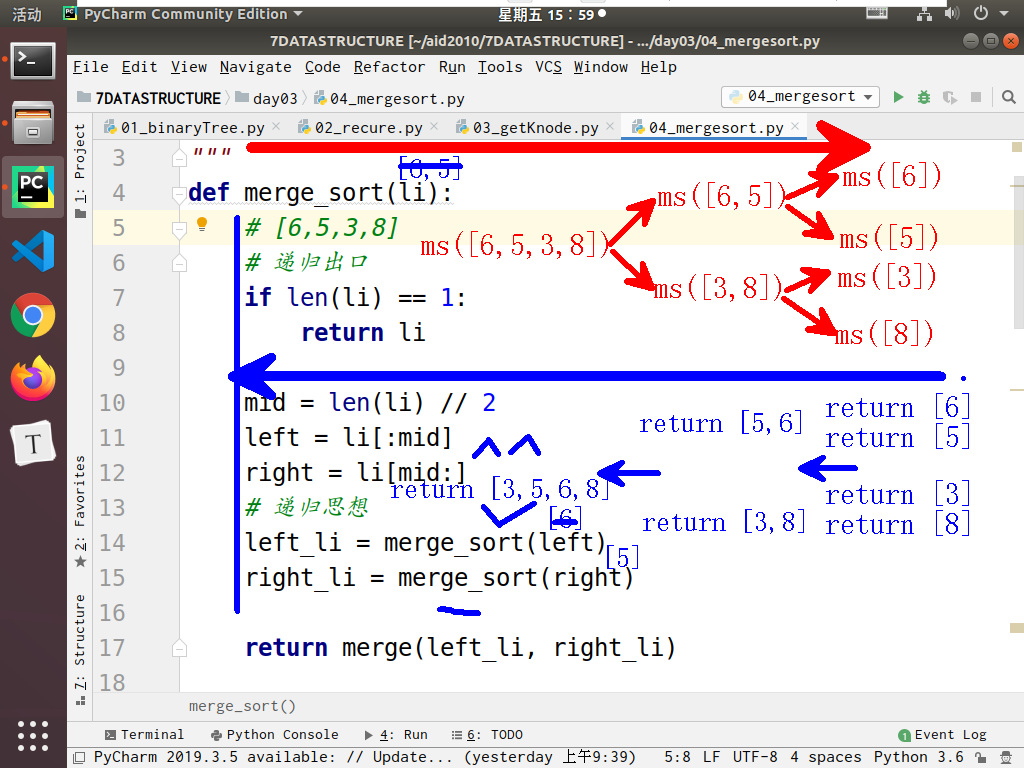 活动
PyCharm Community Edition
星期五 15：59
7DATASTRUCTURE [~/aid2010/7DATASTRUCTURE] - .../day03/04_mergesort.py
File Edit View Navigate Code Refactor Run Tools VCS Window Help
7DATASTRUCTURE day03 04_mergesort.py
04_mergesort
01_binaryTree.py 02_recure.py 03_getKnode.py 04_mergesort.py
1: Project
2: Favorites
7: Structure
3 """
[6,5]
4 def merge_sort(li):
5 # [6,5,3,8]
6 # 递归出口
7 if len(li) == 1:
8 return li
9
10 mid = len(li) // 2
11 left = li[:mid]
12 right = li[mid:]
13 # 递归思想
14 left_li = merge_sort(left)
15 right_li = merge_sort(right)
16
17 return merge(left_li, right_li)
18
ms([6,5,3,8])
ms([6,5])
ms([3,8])
ms([6])
ms([5])
ms([3])
ms([8])
return [6]
return [5]
return [5,6]
return [3]
return [8]
return [3,8]
return [3,5,6,8]
[6]
[5]
merge_sort()
Terminal Python Console 4: Run 6: TODO 1 Event Log
PyCharm 2019.3.5 available: // Update... (yesterday 上午9:39) 5:8 LF UTF-8 4 spaces Python 3.6
PC
T